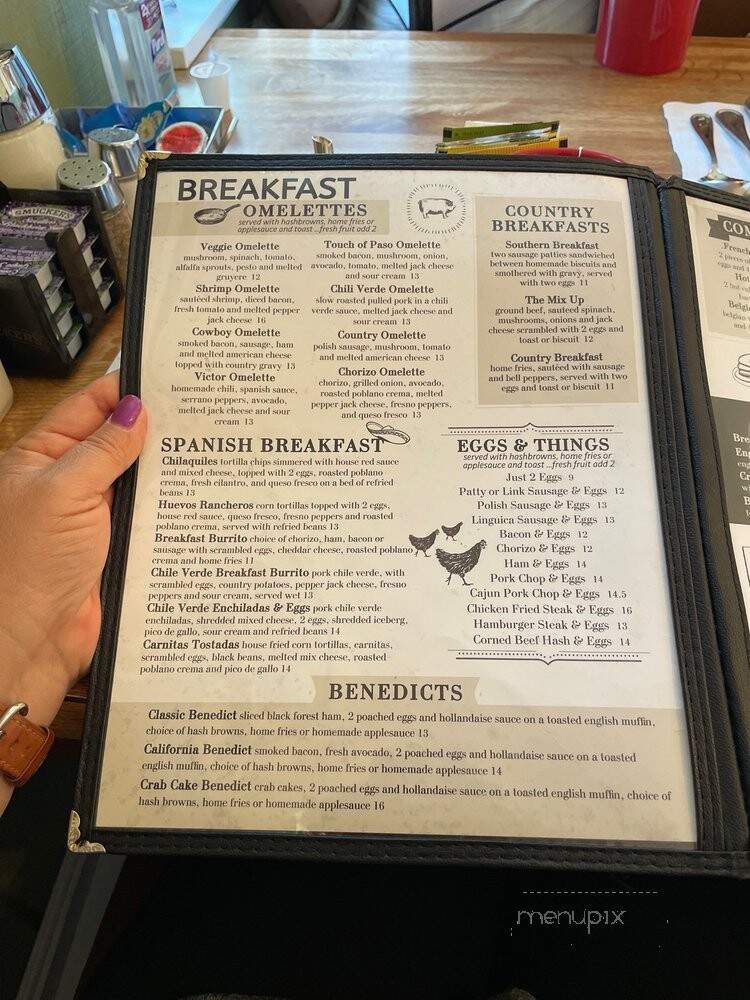 SMUCKER'S
BREAKFAST
OMELETTES
served with hashbrowns, home fries or
applesauce and toast ...fresh fruit add 2
Veggie Omelette
mushroom, spinach, tomato,
alfalfa sprouts, pesto and melted
gruyere 12
Shrimp Omelette
sautéed shrimp, diced bacon,
fresh tomato and melted pepper
jack cheese 16
Cowboy Omelette
smoked bacon, sausage, ham
and melted american cheese
topped with country gravy 13
Victor Omelette
homemade chili, spanish sauce,
serrano peppers, avocado,
melted jack cheese and sour
cream 13
Touch of Paso Omelette
smoked bacon, mushroom, onion,
avocado, tomato, melted jack cheese
and sour cream 13
Chili Verde Omelette
slow roasted pulled pork in a chili
verde sauce, melted jack cheese and
sour cream 13
Country Omelette
polish sausage, mushroom, tomato
and melted american cheese 13
Chorizo Omelette
chorizo, grilled onion, avocado,
roasted poblano crema, melted
pepper jack cheese, fresno peppers,
and queso fresco 13
COUNTRY
BREAKFASTS
Southern Breakfast
two sausage patties sandwiched
between homemade biscuits and
smothered with gravy, served
with two eggs 11
The Mix Up
ground beef, sauteed spinach,
mushrooms, onions and jack
cheese scrambled with 2 eggs and
toast or biscuit 12
Country Breakfast
home fries, sautéed with sausage
and bell peppers, served with two
eggs and toast or biscuit 11
SPANISH BREAKFAST
Chilaquiles tortilla chips simmered with house red sauce
and mixed cheese, topped with 2 eggs, roasted poblano
crema, fresh cilantro, and queso fresco on a bed of refried
beans 13
Huevos Rancheros corn tortillas topped with 2 eggs,
house red sauce, queso fresco, fresno peppers and roasted
poblano crema, served with refried beans 13
Breakfast Burrito choice of chorizo, ham, bacon or
sausage with scrambled eggs, cheddar cheese, roasted poblano
crema and home fries 11
Chile Verde Breakfast Burrito pork chile verde, with
scrambled eggs, country potatoes, pepper jack cheese, fresno
peppers and sour cream, served wet 13
Chile Verde Enchiladas & Eggs pork chile verde
enchiladas, shredded mixed cheese, 2 eggs, shredded iceberg,
pico de gallo, sour cream and refried beans 14
Carnitas Tostadas house fried corn tortillas, carnitas,
scrambled eggs, black beans, melted mix cheese, roasted
poblano crema and pico de gallo 14
EGGS & THINGS
served with hashbrowns, home fries or
applesauce and toast ...fresh fruit add 2
Just 2 Eggs 9
Patty or Link Sausage & Eggs 12
Polish Sausage & Eggs 13
Linguica Sausage & Eggs 13
Bacon & Eggs 12
Chorizo & Eggs 12
Ham & Eggs 14
Pork Chop & Eggs 14
Cajun Pork Chop & Eggs 14.5
Chicken Fried Steak & Eggs 16
Hamburger Steak & Eggs 13
Corned Beef Hash & Eggs 14
BENEDICTS
Classic Benedict sliced black forest ham, 2 poached eggs and hollandaise sauce on a toasted english muffin,
choice of hash browns, home fries or homemade applesauce 13
California Benedict smoked bacon, fresh avocado, 2 poached eggs and hollandaise sauce on a toasted
english muffin, choice of hash browns, home fries or homemade applesauce 14
Crab Cake Benedict crab cakes, 2 poached eggs and hollandaise sauce on a toasted english muffin, choice of
hash browns, home fries or homemade applesauce 16
French
2 pieces
eggs and
Hot
Belgi
belgian
menupix